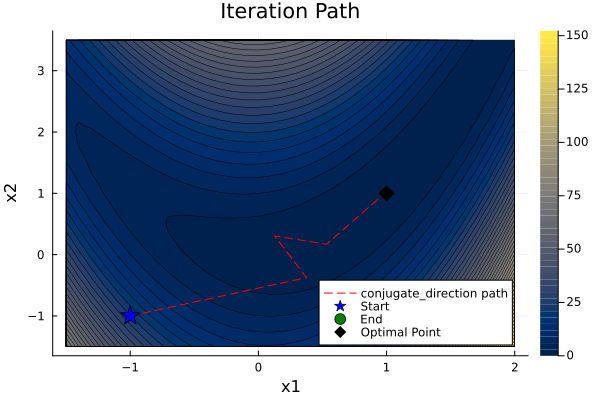 Iteration Path
3
2
1
0
−1
x2
−1
0
1
2
x1
150
125
100
75
50
25
0
conjugate_direction path
Start
End
Optimal Point